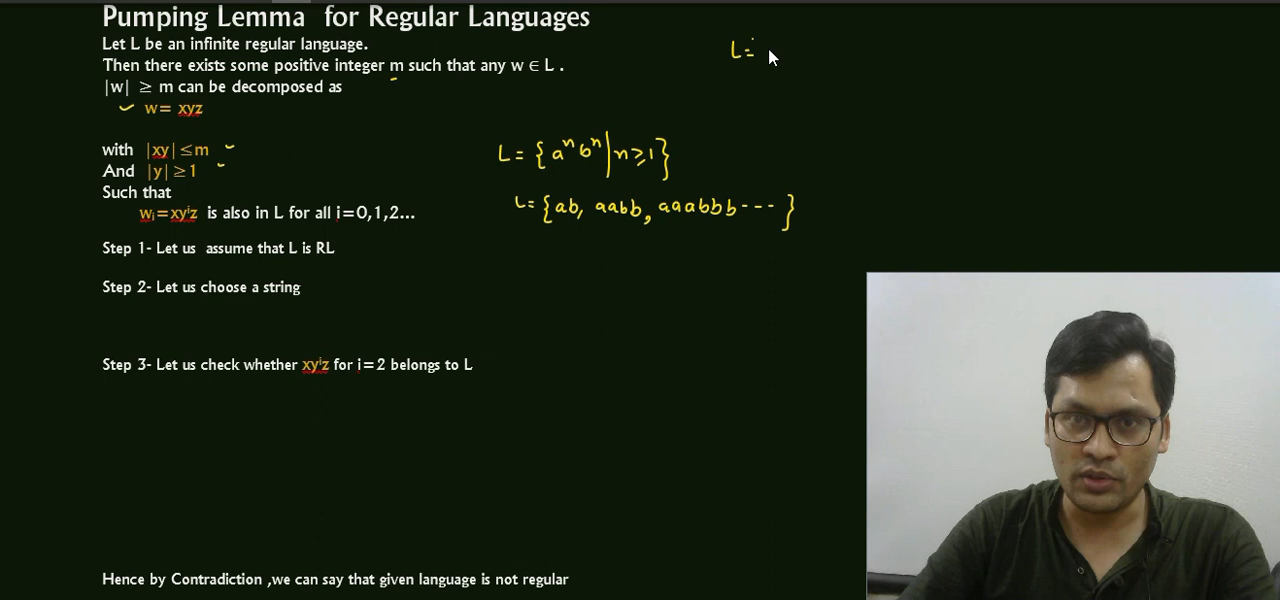 Pumping Lemma for Regular Languages
Let L be an infinite regular language.
Then there exists some positive integer m such that any w ∈ L .
|w| ≥ m can be decomposed as
w= xyz
with |xy| ≤m
And |y| ≥1
Such that
wᵢ=xyⁱz is also in L for all i=0,1,2...
Step 1- Let us assume that L is RL
Step 2- Let us choose a string
Step 3- Let us check whether xyⁱz for i=2 belongs to L
Hence by Contradiction ,we can say that given language is not regular
L=
L = { aⁿ bⁿ | n ≥ 1 }
L= { ab, aabb, aaabbb --- }